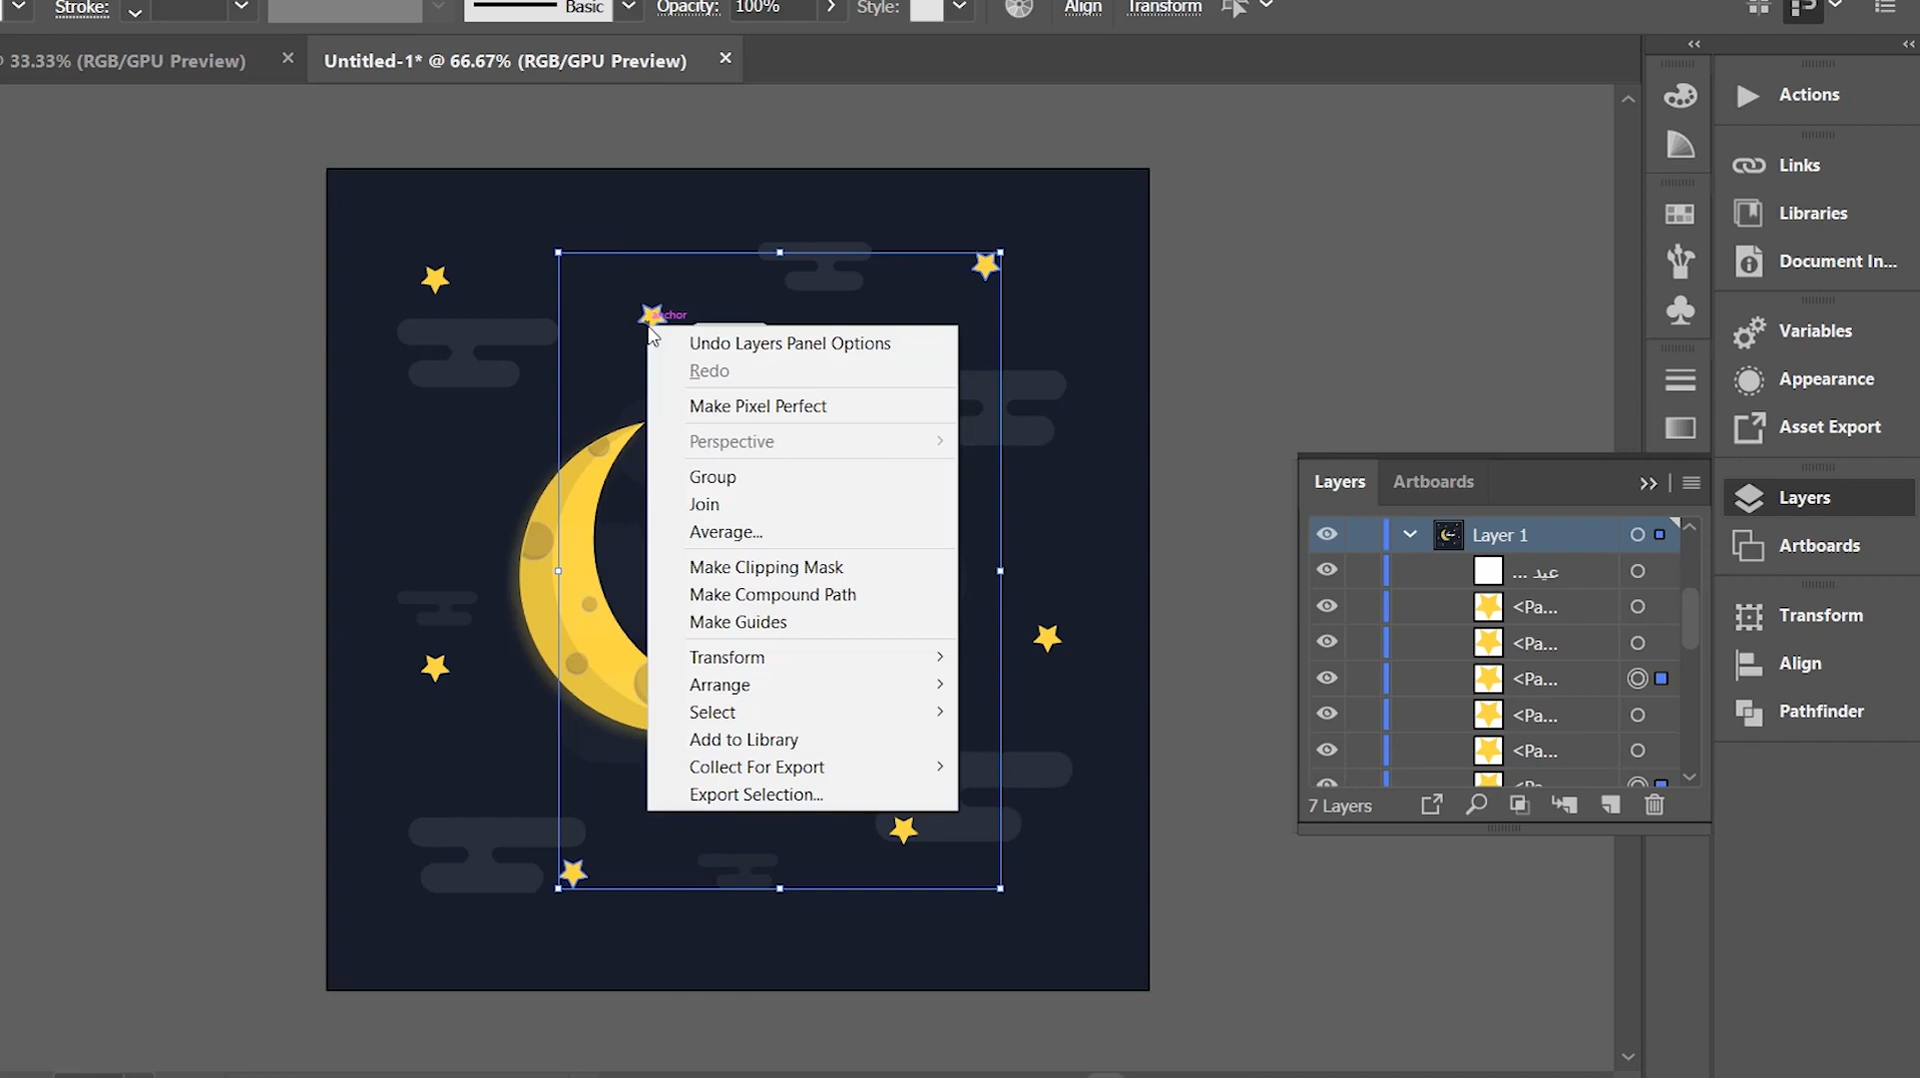 Stroke:
Basic
Opacity: 100%
Style:
Align
Transform
33.33% (RGB/GPU Preview)
Untitled-1* @ 66.67% (RGB/GPU Preview)
anchor
Undo Layers Panel Options
Redo
Make Pixel Perfect
Perspective
Group
Join
Average...
Make Clipping Mask
Make Compound Path
Make Guides
Transform
Arrange
Select
Add to Library
Collect For Export
Export Selection...
Layers
Artboards
Layer 1
عيد ...
<Pa...
<Pa...
<Pa...
<Pa...
<Pa...
7 Layers
Actions
Links
Libraries
Document In...
Variables
Appearance
Asset Export
Layers
Artboards
Transform
Align
Pathfinder